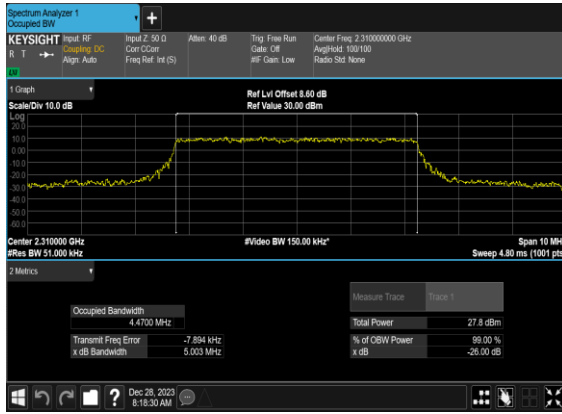 Spectrum Analyzer 1
Occupied BW
KEYSIGHT
R T
LW
Input: RF
Coupling: DC
Align: Auto
Input Z: 50 Ω
Corr CCorr
Freq Ref: Int (S)
Atten: 40 dB
Trig: Free Run
Gate: Off
#IF Gain: Low
Center Freq: 2.310000000 GHz
Avg|Hold: 100/100
Radio Std: None
1 Graph
Scale/Div 10.0 dB
Ref Lvl Offset 8.60 dB
Ref Value 30.00 dBm
Log
20.0
10.0
0.00
-10.0
-20.0
-30.0
-40.0
-50.0
-60.0
Center 2.310000 GHz
#Res BW 51.000 kHz
#Video BW 150.00 kHz*
Span 10 MH
Sweep 4.80 ms (1001 pts
2 Metrics
Measure Trace Trace 1
Occupied Bandwidth
4.4700 MHz
Total Power 27.8 dBm
Transmit Freq Error -7.894 kHz
% of OBW Power 99.00 %
x dB Bandwidth 5.003 MHz
x dB -26.00 dB
?
Dec 28, 2023
8:18:30 AM